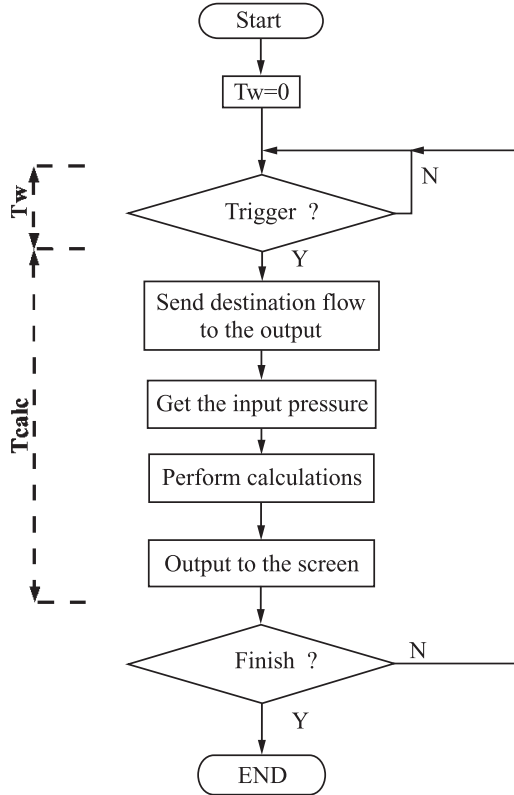 Start
Tw=0
N
Tw
Trigger ?
Y
Send destination flow
to the output
Get the input pressure
Tcalc
Perform calculations
Output to the screen
Finish ?
N
Y
END